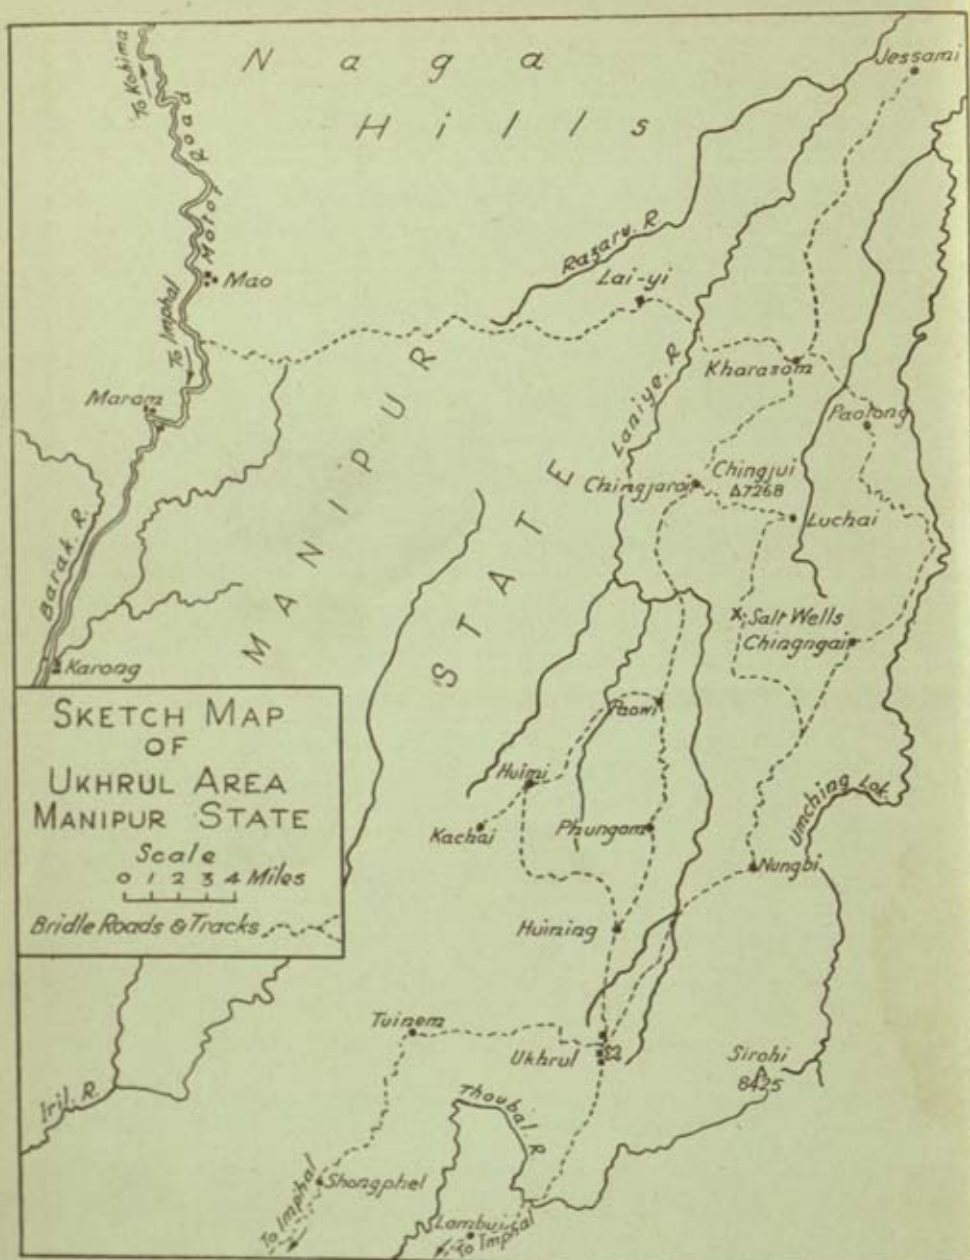 Naga
Hills
To Kohima
Motor Road
Jessami
Razaru. R.
Mao
Lai-yi
To Imphal
MANIPUR
STATE
Laniye. R.
Kharasom
Maram
Paotong
Chingjui
Δ7268
Chingjaroi
Luchai
Barak. R.
x Salt Wells
Chingngai
Karong
SKETCH MAP
OF
UKHRUL AREA
MANIPUR STATE
Scale
0 1 2 3 4 Miles
Bridle Roads & Tracks
Paowi
Huimi
Umching Lok.
Kachai
Phungam
Nungbi
Huining
Tuinem
Ukhrul
Sirohi
Δ
8425
Iril. R.
Thoubal. R.
Shongphel
To Imphal
Lambui
To Imphal